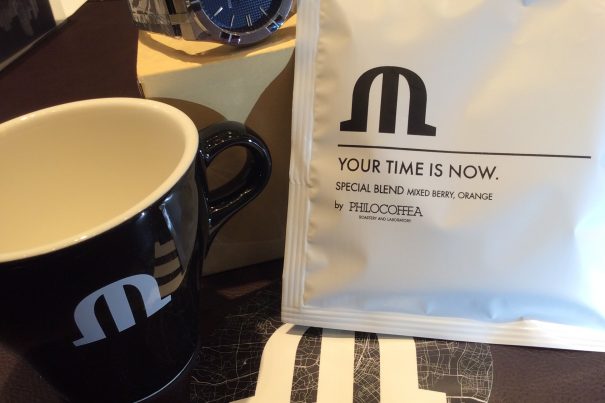 YOUR TIME IS NOW.
SPECIAL BLEND MIXED BERRY, ORANGE
by PHILOCOFFEA
ROASTERY AND LABORATORY